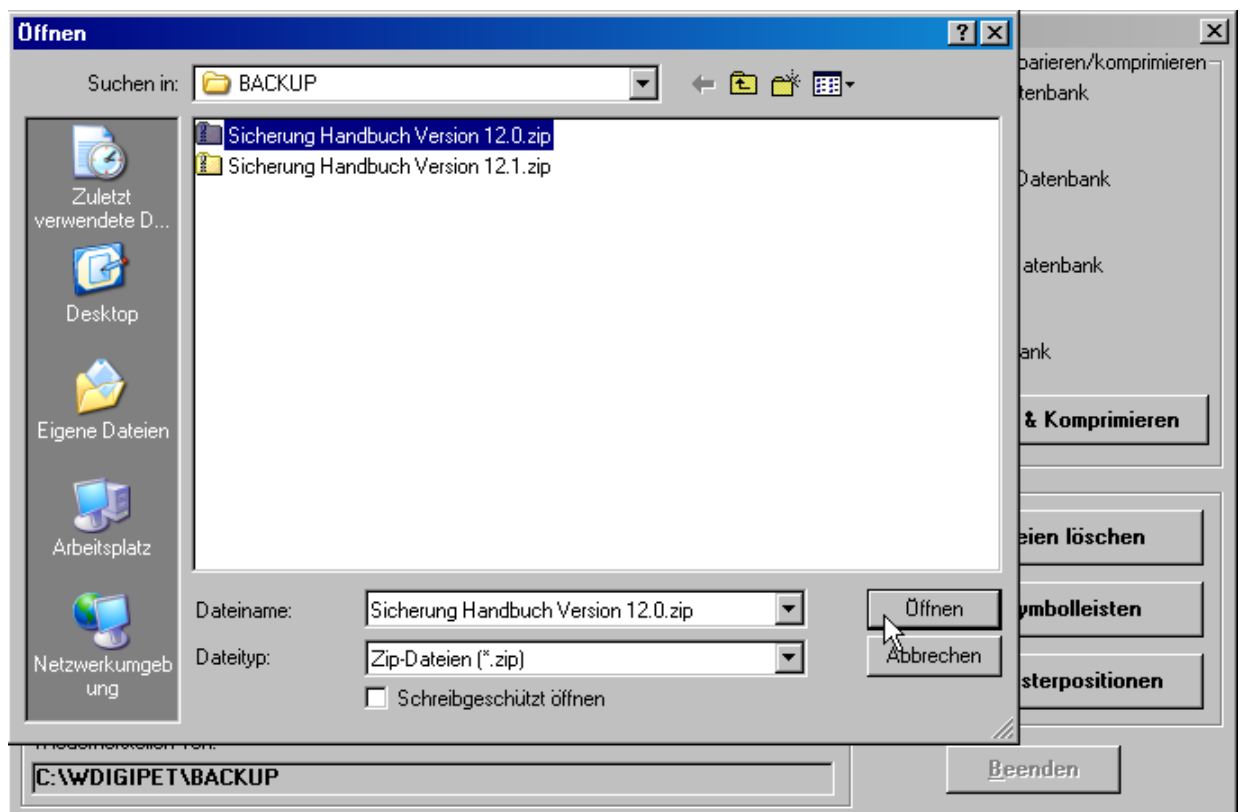 Öffnen
Suchen in:
BACKUP
Sicherung Handbuch Version 12.0.zip
Sicherung Handbuch Version 12.1.zip
Zuletzt
verwendete D...
Desktop
Eigene Dateien
Arbeitsplatz
Netzwerkumgeb
ung
Dateiname:
Sicherung Handbuch Version 12.0.zip
Öffnen
Dateityp:
Zip-Dateien (*.zip)
Abbrechen
Schreibgeschützt öffnen
parieren/komprimieren
tenbank
Datenbank
atenbank
ank
& Komprimieren
eien löschen
ymbolleisten
sterpositionen
C:\WDIGIPET\BACKUP
Beenden